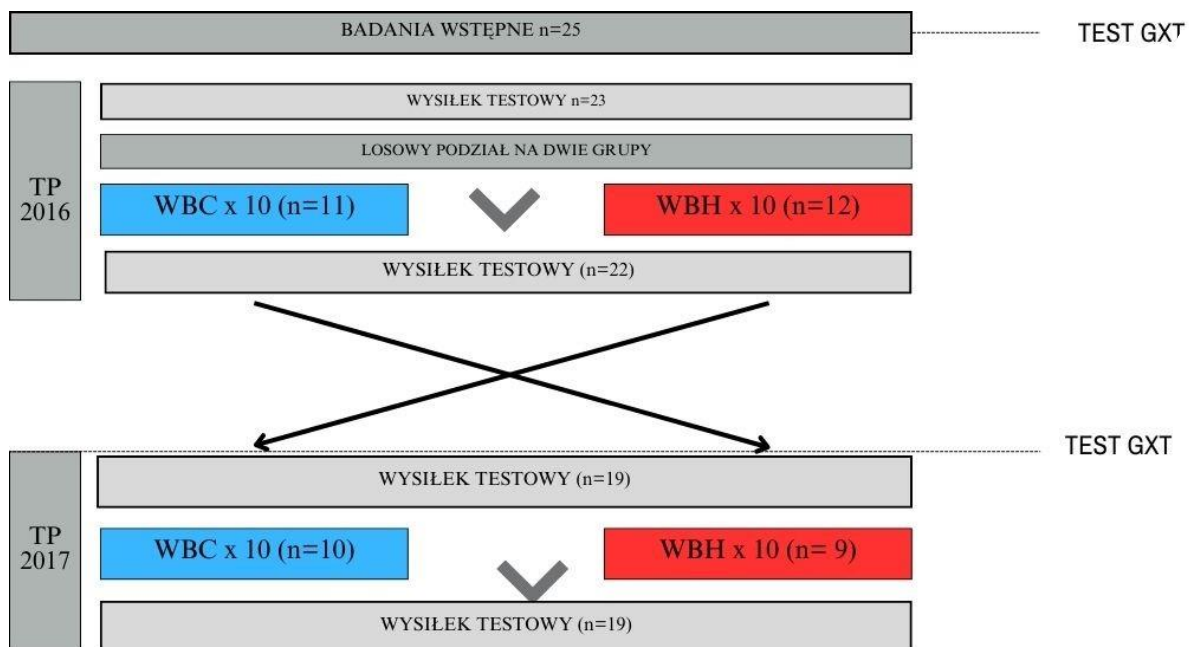 BADANIA WSTĘPNE n=25
TEST GXT
WYSIŁEK TESTOWY n=23
LOSOWY PODZIAŁ NA DWIE GRUPY
TP
2016
WBC x 10 (n=11)
WBH x 10 (n=12)
WYSIŁEK TESTOWY (n=22)
TEST GXT
WYSIŁEK TESTOWY (n=19)
TP
2017
WBC x 10 (n=10)
WBH x 10 (n= 9)
WYSIŁEK TESTOWY (n=19)